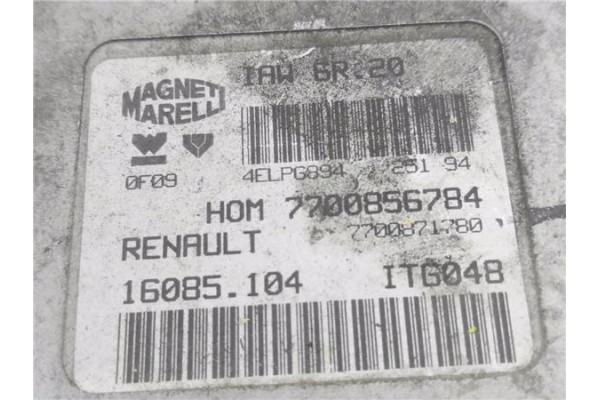 IAW 6R.20
MAGNETI
MARELLI
0F09
4ELPG894 251 94
HOM 7700856784
RENAULT 7700871780
16085.104 ITG048